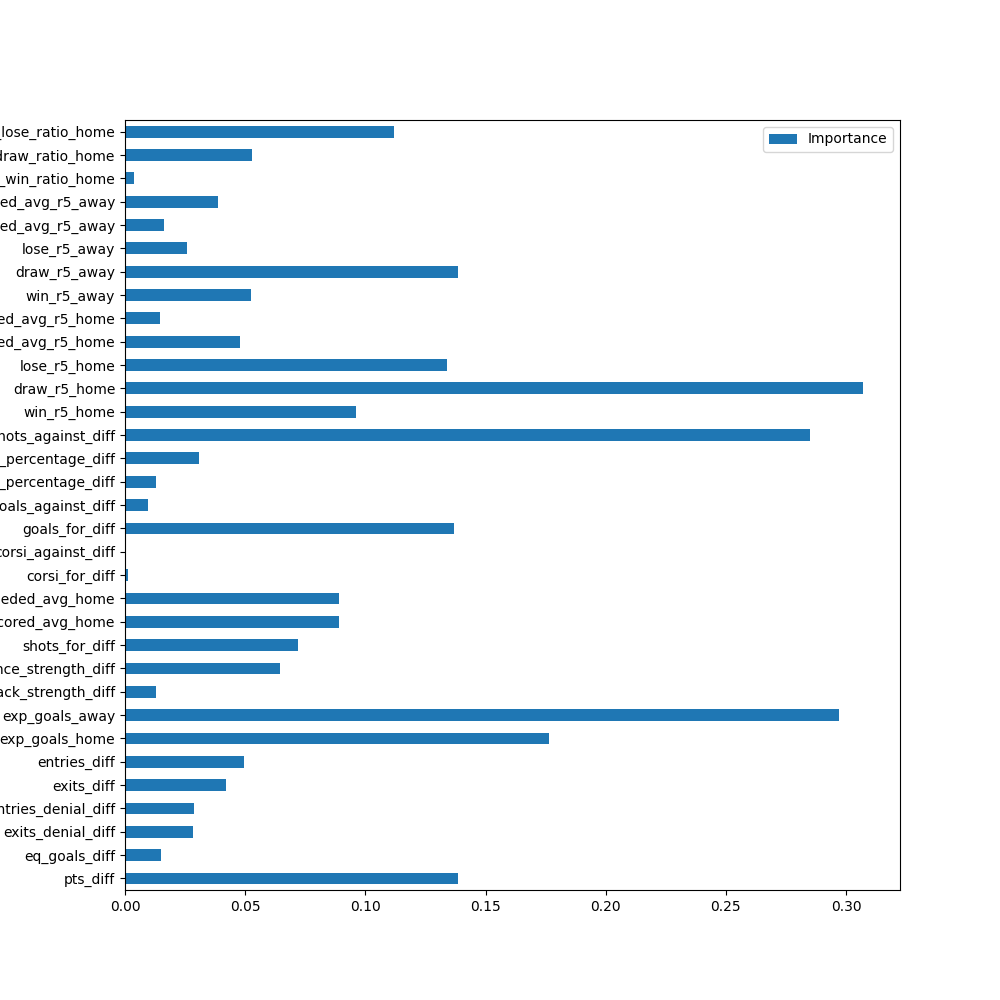 _lose_ratio_home
draw_ratio_home
_win_ratio_home
ed_avg_r5_away
ed_avg_r5_away
lose_r5_away
draw_r5_away
win_r5_away
ed_avg_r5_home
ed_avg_r5_home
lose_r5_home
draw_r5_home
win_r5_home
hots_against_diff
_percentage_diff
_percentage_diff
oals_against_diff
goals_for_diff
corsi_against_diff
corsi_for_diff
eded_avg_home
cored_avg_home
shots_for_diff
nce_strength_diff
ack_strength_diff
exp_goals_away
exp_goals_home
entries_diff
exits_diff
ntries_denial_diff
exits_denial_diff
eq_goals_diff
pts_diff
0.00 0.05 0.10 0.15 0.20 0.25 0.30
Importance